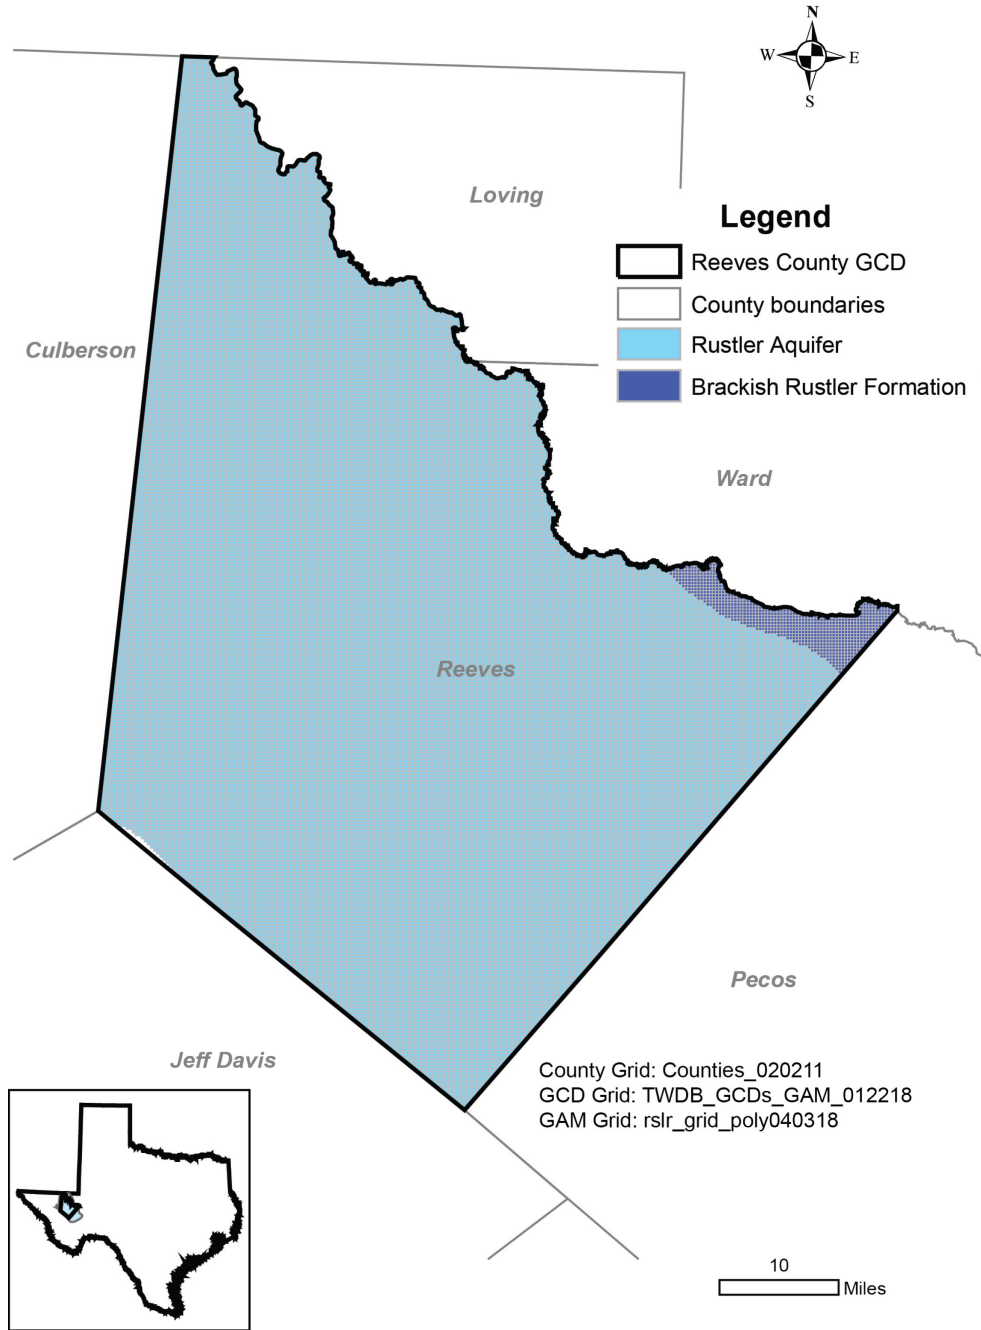 N
W E
S
Loving
Legend
Reeves County GCD
County boundaries
Rustler Aquifer
Brackish Rustler Formation
Culberson
Ward
Reeves
Pecos
Jeff Davis
County Grid: Counties_020211
GCD Grid: TWDB_GCDs_GAM_012218
GAM Grid: rslr_grid_poly040318
10
Miles